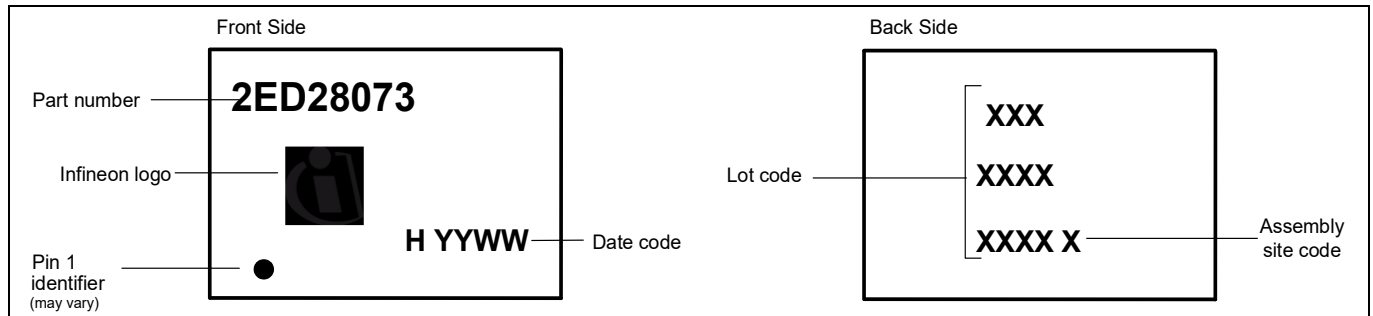 Front Side
Part number
2ED28073
Infineon logo
H YYWW
Date code
Pin 1
identifier
(may vary)
Back Side
XXX
Lot code
XXXX
XXXX X
Assembly
site code